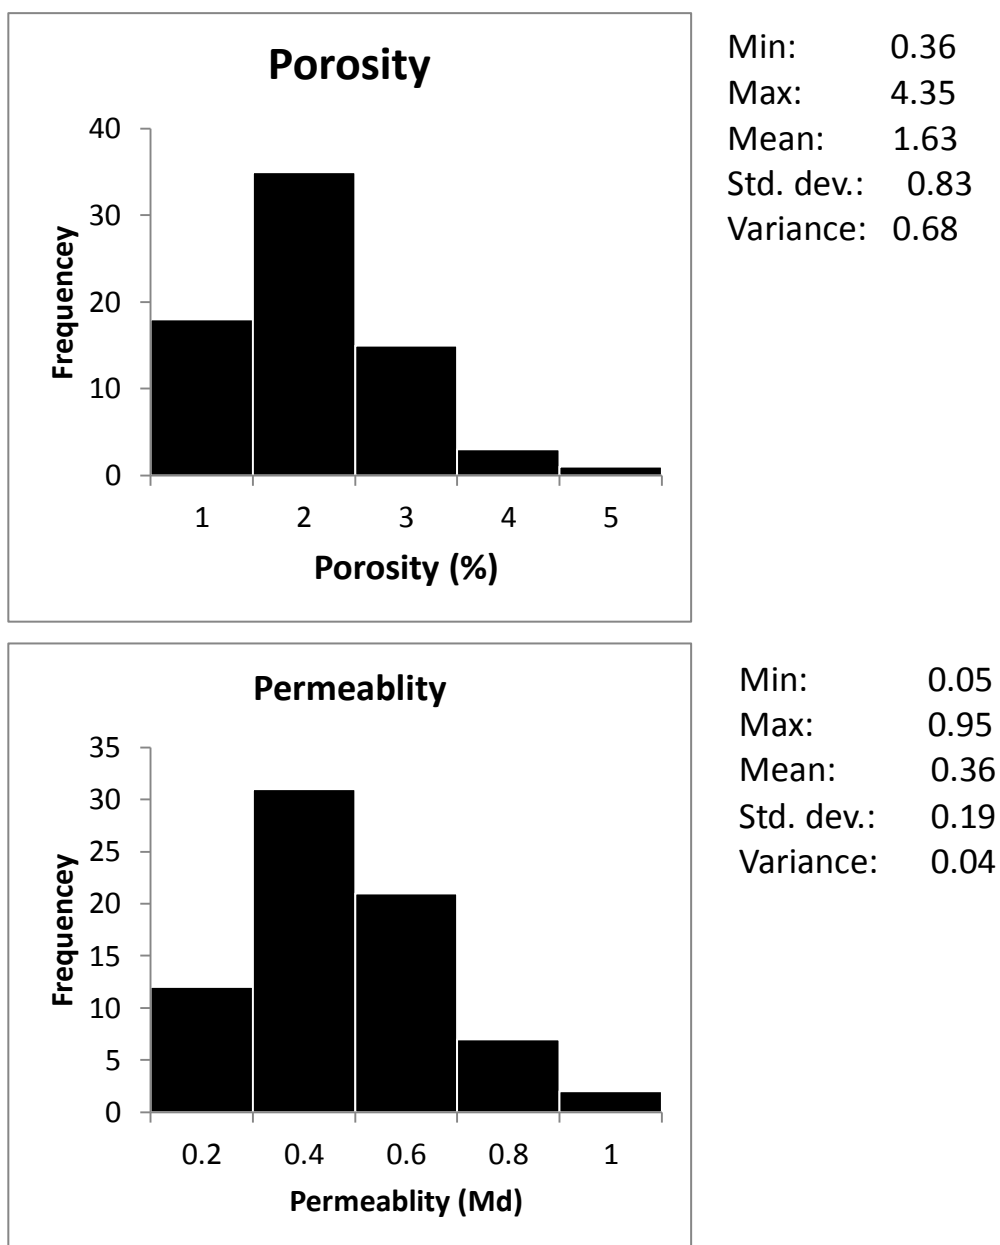 Porosity
40
30
20
10
0
Frequencey
1 2 3 4 5
Porosity (%)
Min: 0.36
Max: 4.35
Mean: 1.63
Std. dev.: 0.83
Variance: 0.68
Permeablity
35
30
25
20
15
10
5
0
Frequencey
0.2 0.4 0.6 0.8 1
Permeablity (Md)
Min: 0.05
Max: 0.95
Mean: 0.36
Std. dev.: 0.19
Variance: 0.04